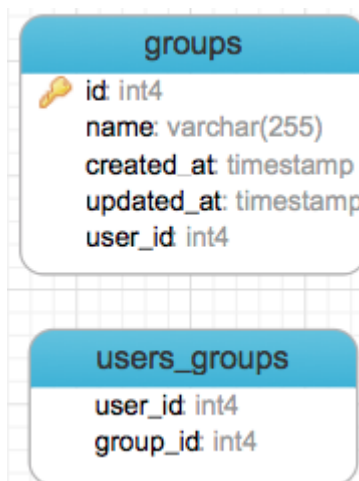 groups
id: int4
name: varchar(255)
created_at: timestamp
updated_at: timestamp
user_id: int4
users_groups
user_id: int4
group_id: int4